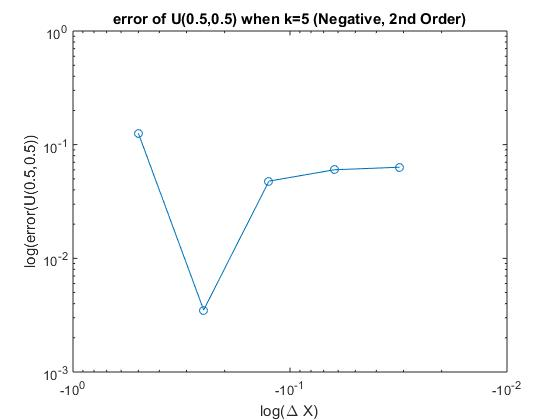 error of U(0.5,0.5) when k=5 (Negative, 2nd Order)
10^0
10^-1
10^-2
10^-3
log(error(U(0.5,0.5))
-10^0
-10^-1
-10^-2
log(Δ X)